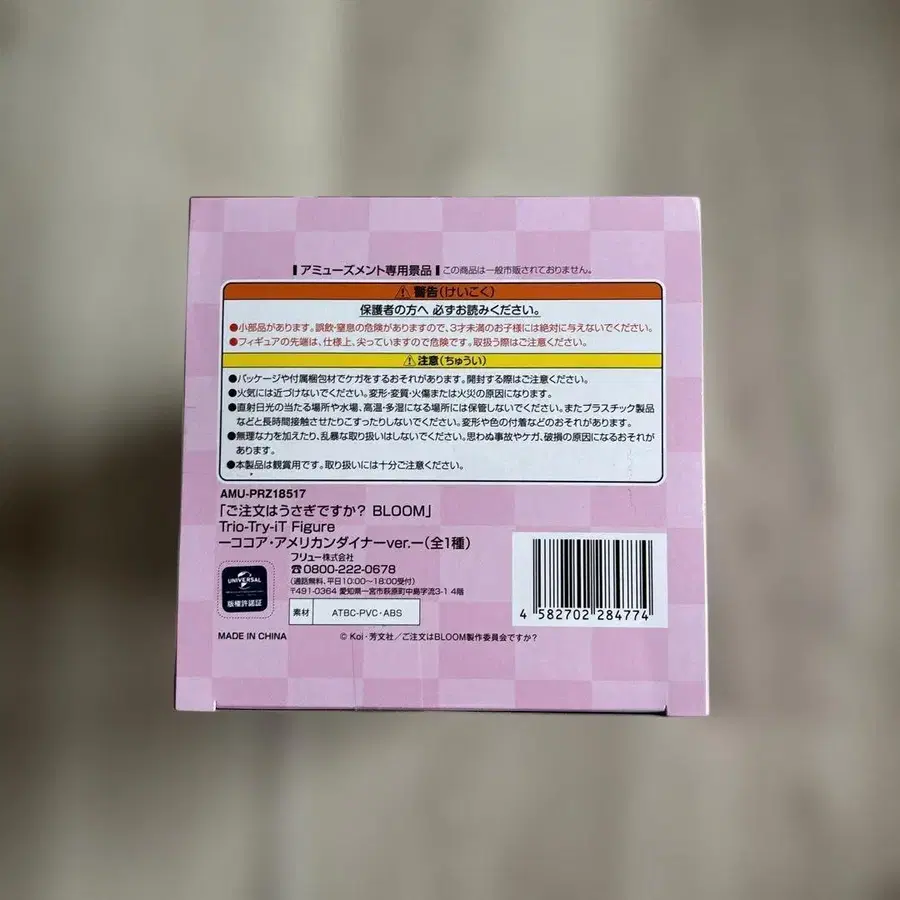 アミューズメント専用景品 この商品は一般市販されておりません。
警告(けいこく)
保護者の方へ 必ずお読みください。
●小部品があります。誤飲・窒息の危険がありますので、3才未満のお子様には絶対に与えないでください。
●フィギュアの先端は、仕様上、尖っていますので危険です。取扱う際はご注意ください。
注意(ちゅうい)
●パッケージや付属梱包材でケガをするおそれがあります。開封する際はご注意ください。
●火気には近づけないでください。変形・変質・火傷または火災の原因になります。
●直射日光の当たる場所や水場、高温・多湿になる場所には保管しないでください。またプラスチック製品
などと長時間接触させたりこすったりしないでください。変形や色の付着などのおそれがあります。
●無理な力を加えたり、乱暴な取り扱いはしないでください。思わぬ事故やケガ、破損の原因になるおそれが
あります。
●本製品は観賞用です。取り扱いには十分ご注意ください。
AMU-PRZ18517
「ご注文はうさぎですか? BLOOM」
Trio-Try-iT Figure
ーココア・アメリカンダイナーver.ー(全1種)
フリュー株式会社
☎0800-222-0678
(通話無料、平日10:00〜18:00受付)
〒491-0364 愛知県一宮市萩原町中島字流3-1 4階
UNIVERSAL
版権許諾証
素材 ATBC-PVC・ABS
4 582702 284774
MADE IN CHINA
© Koi・芳文社/ご注文はBLOOM製作委員会ですか?